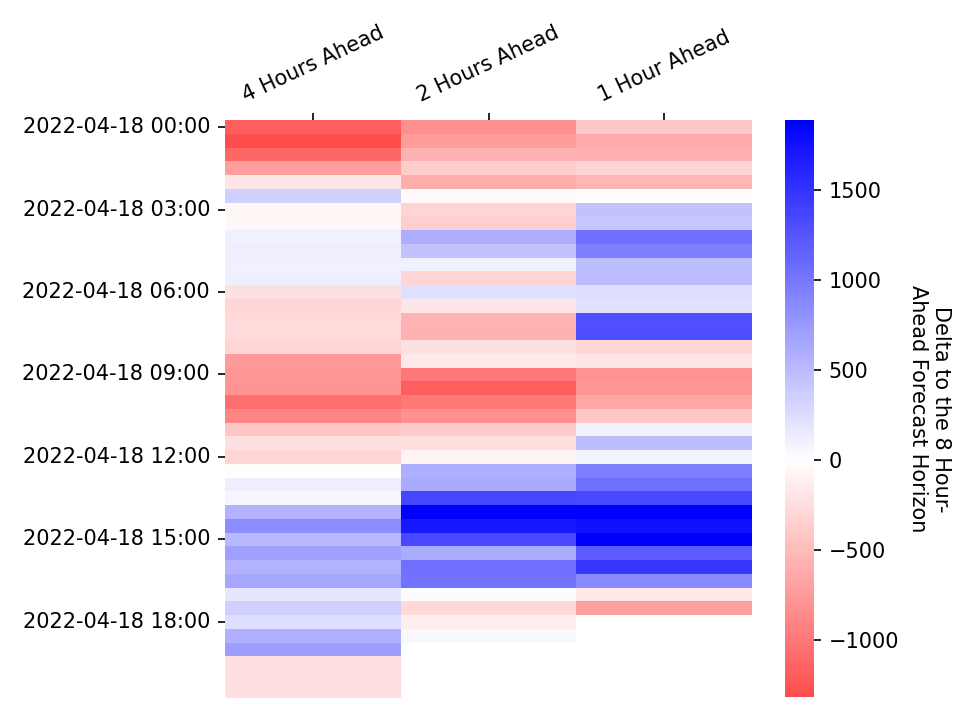 4 Hours Ahead
2 Hours Ahead
1 Hour Ahead
2022-04-18 00:00
2022-04-18 03:00
2022-04-18 06:00
2022-04-18 09:00
2022-04-18 12:00
2022-04-18 15:00
2022-04-18 18:00
1500
1000
500
0
−500
−1000
Delta to the 8 Hour-
Ahead Forecast Horizon